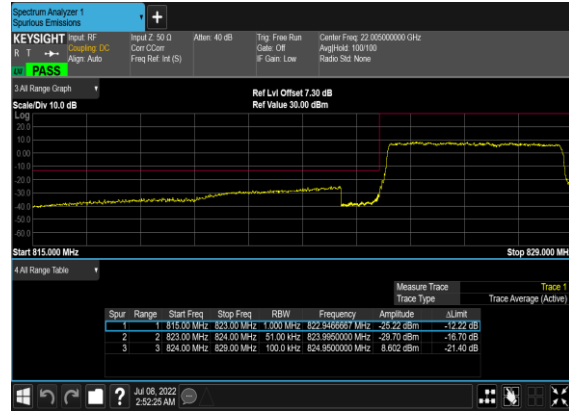 Spectrum Analyzer 1
Spurious Emissions
KEYSIGHT Input: RF Input Z: 50 Ω Atten: 40 dB Trig: Free Run Center Freq: 22.005000000 GHz
R T Coupling: DC Corr CCorr Gate: Off Avg|Hold: 100/100
Align: Auto Freq Ref: Int (S) IF Gain: Low Radio Std: None
LM PASS
3 All Range Graph
Ref Lvl Offset 7.30 dB
Scale/Div 10.0 dB Ref Value 30.00 dBm
Log
20.0
10.0
0.00
-10.0
-20.0
-30.0
-40.0
-50.0
-60.0
Start 815.000 MHz Stop 829.000 MH
4 All Range Table
Measure Trace Trace 1
Trace Type Trace Average (Active)
Spur Range Start Freq Stop Freq RBW Frequency Amplitude ΔLimit
1 1 815.00 MHz 823.00 MHz 1.000 MHz 822.9466667 MHz -25.22 dBm -12.22 dB
2 2 823.00 MHz 824.00 MHz 51.00 kHz 823.9950000 MHz -29.70 dBm -16.70 dB
3 3 824.00 MHz 829.00 MHz 100.0 kHz 824.9500000 MHz 8.602 dBm -21.40 dB
Jul 08, 2022
2:52:25 AM